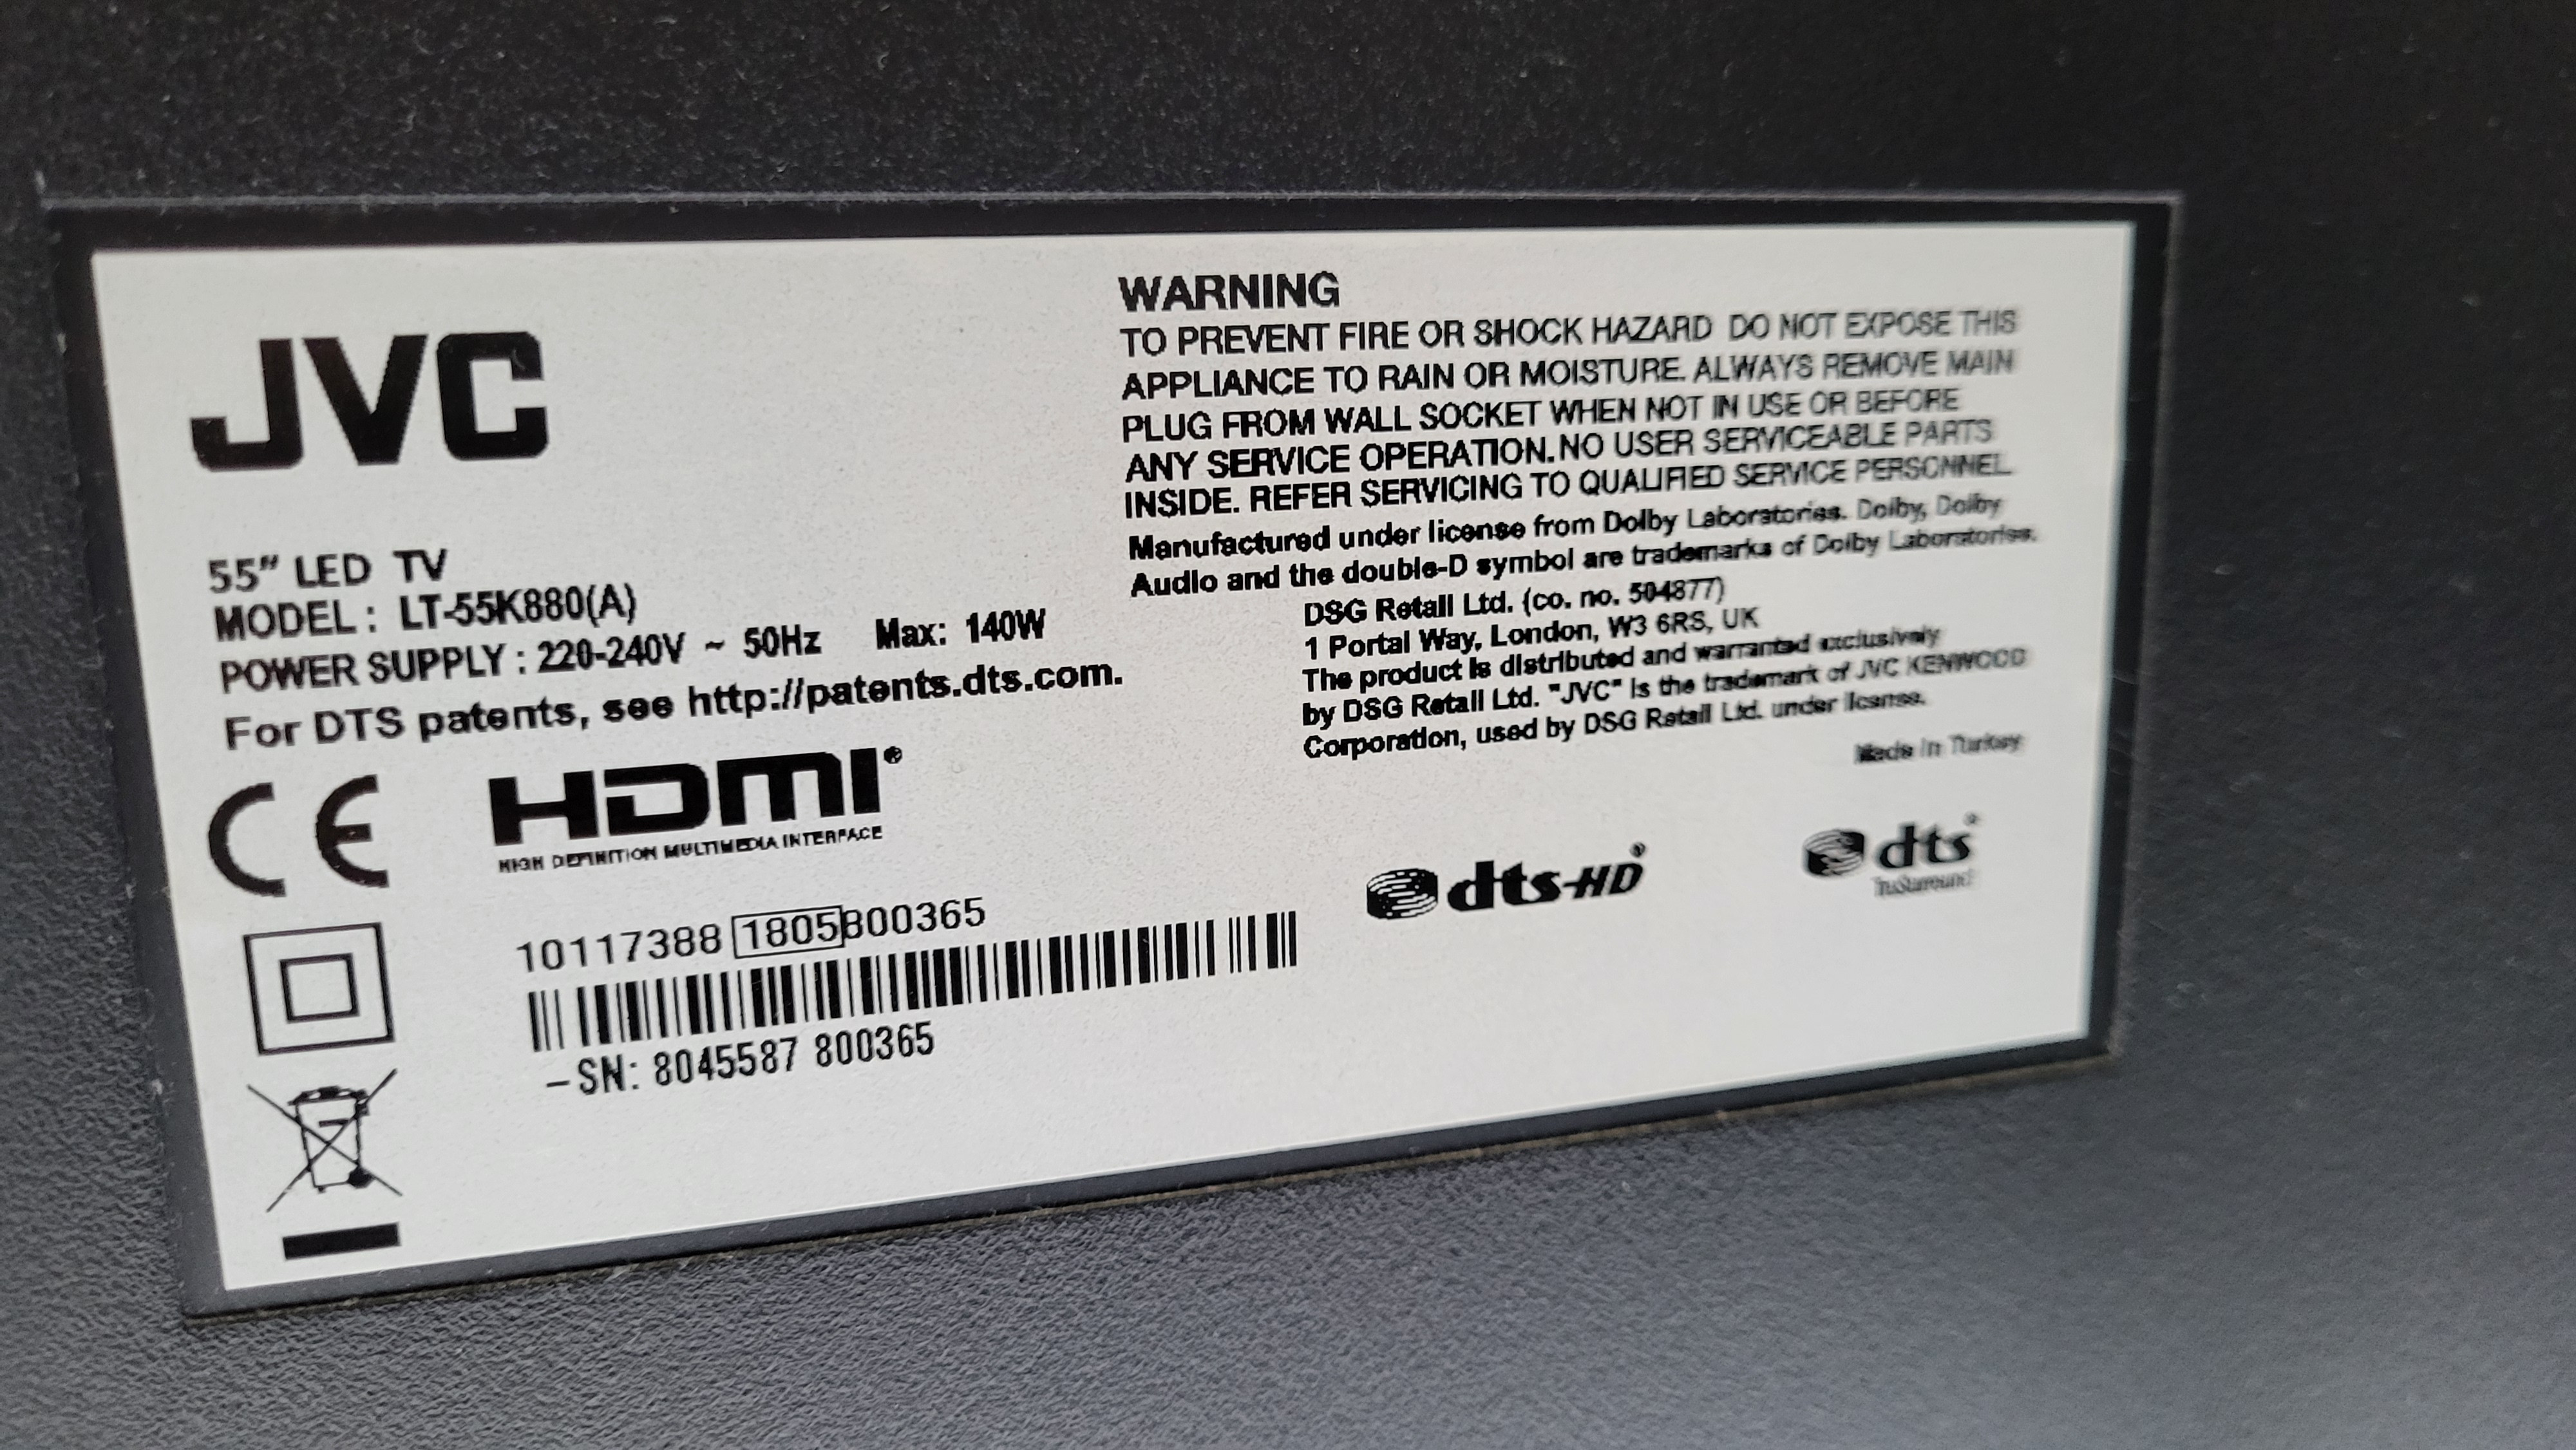 JVC
55" LED TV
MODEL : LT-55K880(A)
POWER SUPPLY : 220-240V ~ 50Hz Max: 140W
For DTS patents, see http://patents.dts.com.
CE
HDMI®
HIGH DEFINITION MULTIMEDIA INTERFACE
10117388 1805800365
-SN: 8045587 800365
WARNING
TO PREVENT FIRE OR SHOCK HAZARD DO NOT EXPOSE THIS
APPLIANCE TO RAIN OR MOISTURE. ALWAYS REMOVE MAIN
PLUG FROM WALL SOCKET WHEN NOT IN USE OR BEFORE
ANY SERVICE OPERATION. NO USER SERVICEABLE PARTS
INSIDE. REFER SERVICING TO QUALIFIED SERVICE PERSONNEL
Manufactured under license from Dolby Laboratories. Dolby, Dolby
Audio and the double-D symbol are trademarks of Dolby Laboratories.
DSG Retail Ltd. (co. no. 504877)
1 Portal Way, London, W3 6RS, UK
The product is distributed and warranted exclusively
by DSG Retail Ltd. "JVC" is the trademark of JVC KENWOOD
Corporation, used by DSG Retail Ltd. under license.
Made in Turkey
dts-HD®
dts®
TruSurround